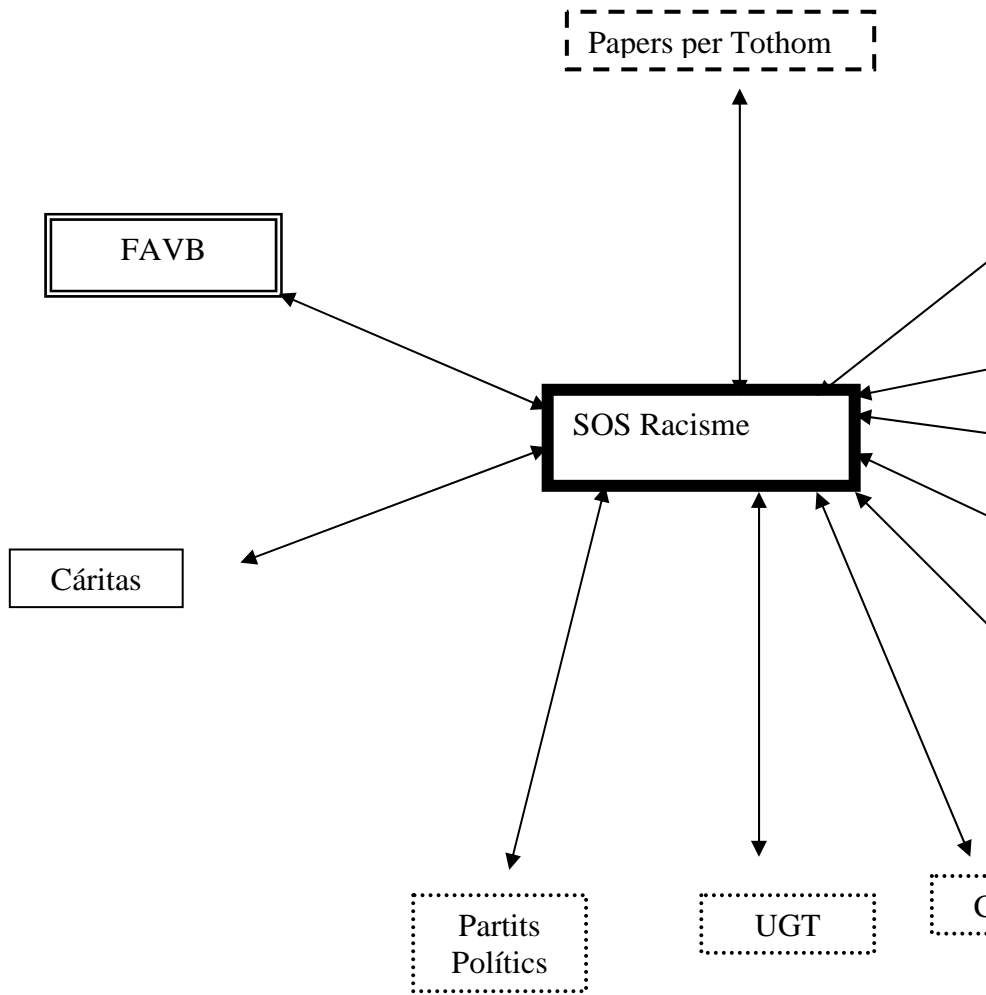 Papers per Tothom
FAVB
SOS Racisme
Cáritas
Partits
Polítics
UGT